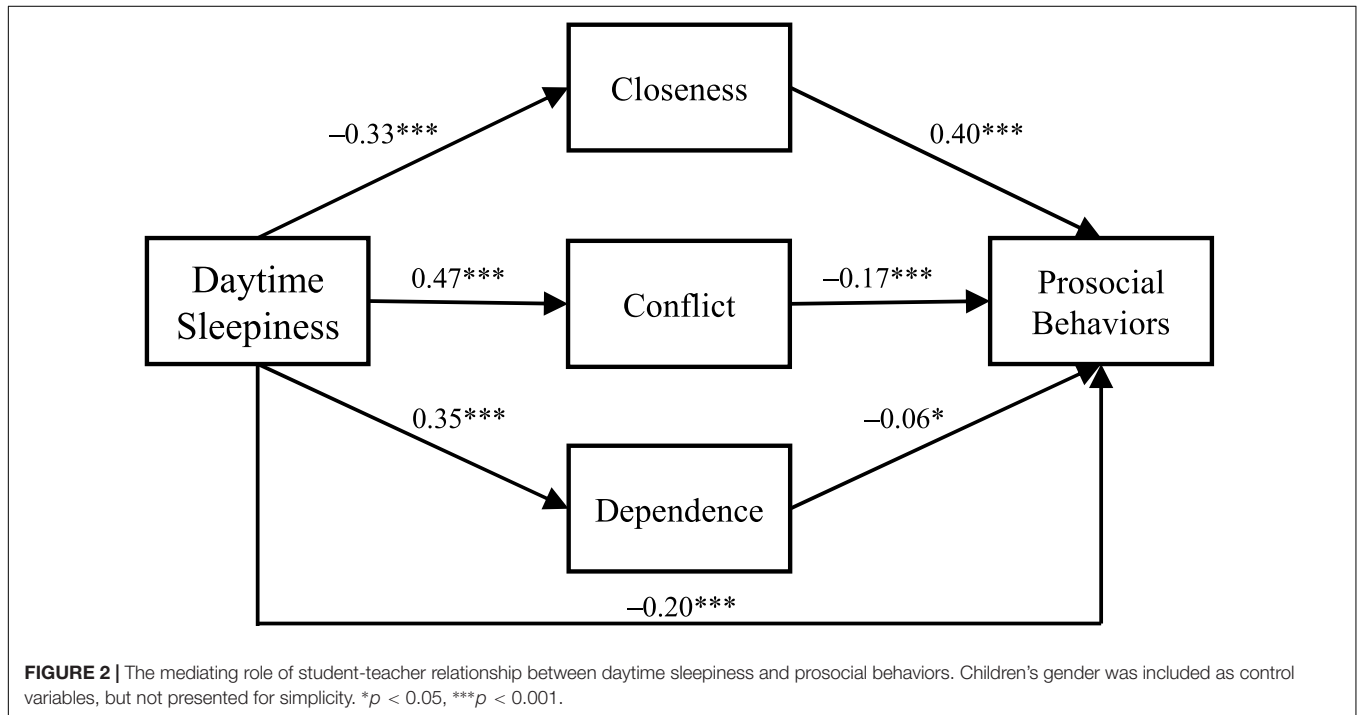 Closeness
–0.33***
0.40***
Daytime
Sleepiness
0.47***
Conflict
–0.17***
Prosocial
Behaviors
0.35***
–0.06*
Dependence
–0.20***
FIGURE 2 | The mediating role of student-teacher relationship between daytime sleepiness and prosocial behaviors. Children's gender was included as control
variables, but not presented for simplicity. *p < 0.05, ***p < 0.001.